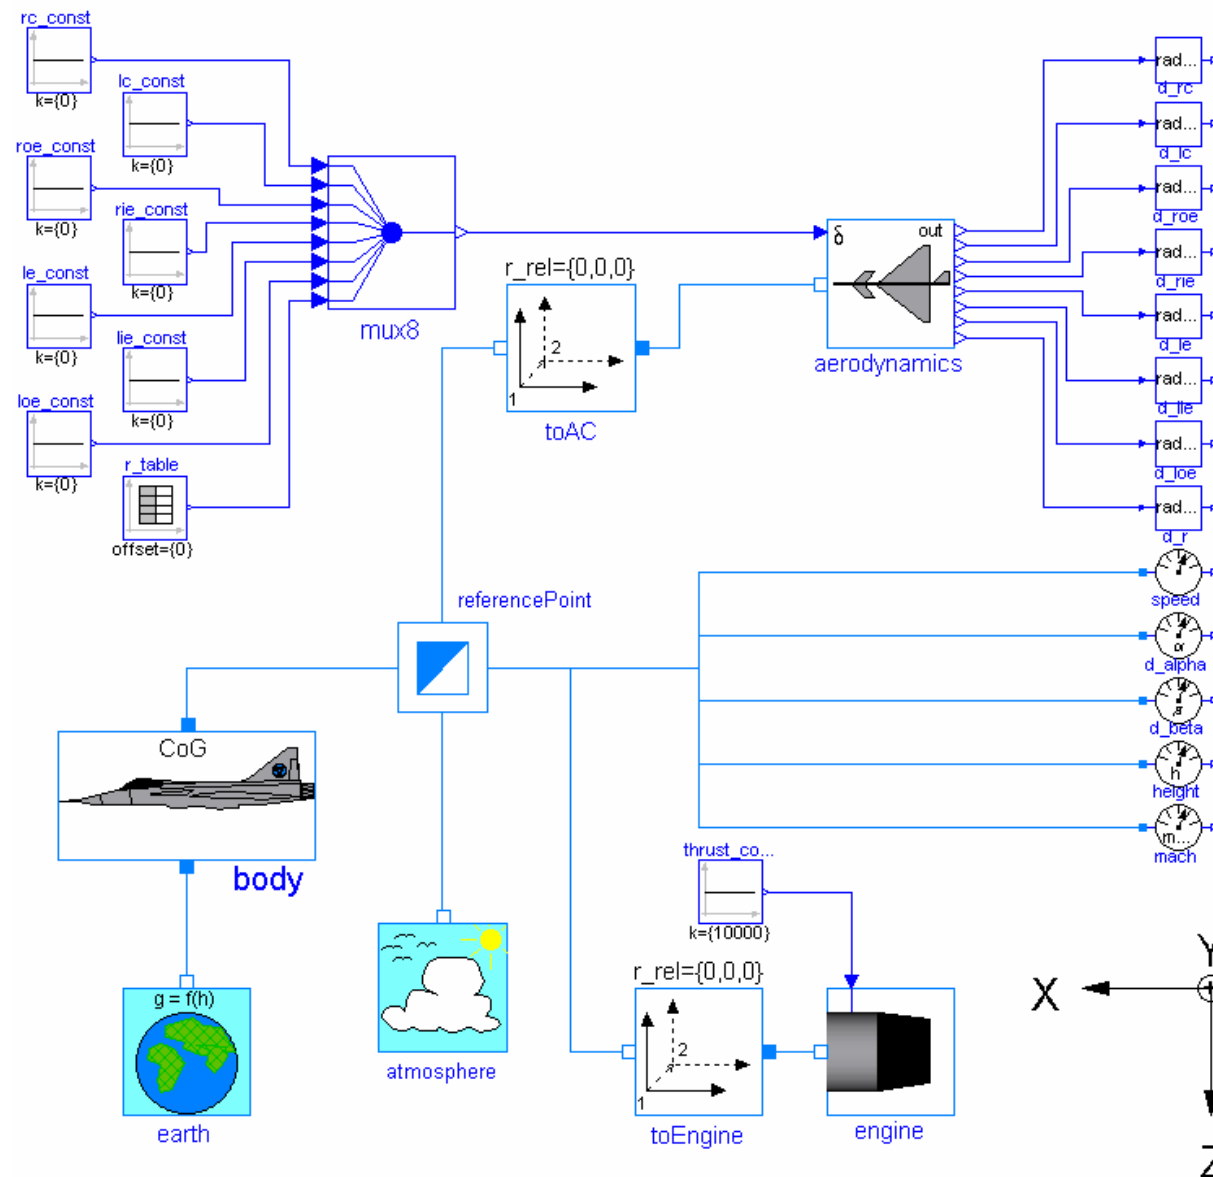 rc_const
k={0}
lc_const
k={0}
roe_const
k={0}
rie_const
k={0}
le_const
k={0}
lie_const
k={0}
loe_const
k={0}
r_table
offset={0}
mux8
r_rel={0,0,0}
2
1
toAC
δ
out
aerodynamics
rad...
d_rc
rad...
d_lc
rad...
d_roe
rad...
d_rie
rad...
d_le
rad...
d_lie
rad...
d_loe
rad...
d_r
speed
α
d_alpha
d_beta
h
height
m...
mach
referencePoint
CoG
body
g = f(h)
earth
atmosphere
thrust_co...
k={10000}
r_rel={0,0,0}
2
1
toEngine
engine
X
Y
Z